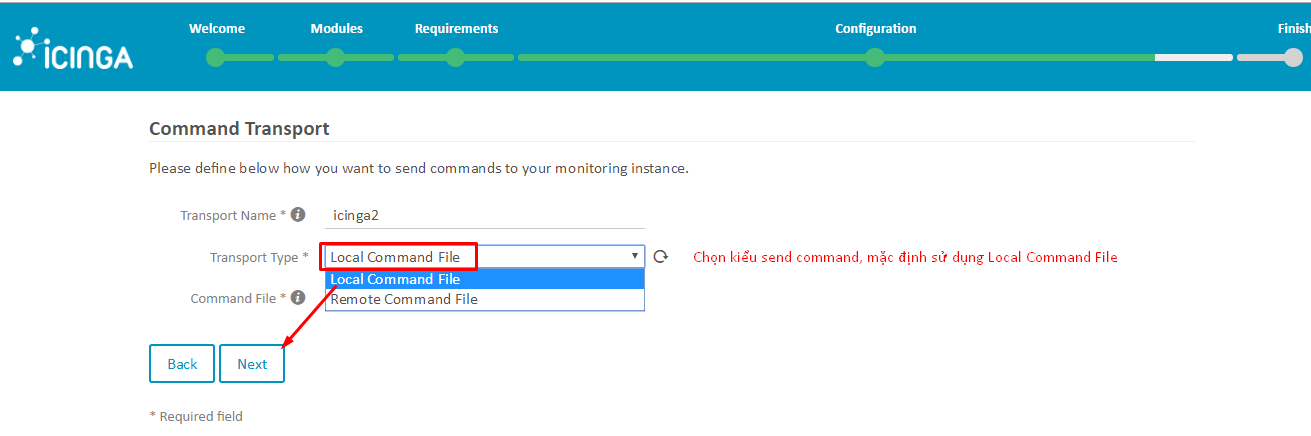 Welcome Modules Requirements Configuration Finish
ICINGA
Command Transport
Please define below how you want to send commands to your monitoring instance.
Transport Name * icinga2
Transport Type * Local Command File Chọn kiểu send command, mặc định sử dụng Local Command File
Local Command File
Command File * Remote Command File
Back Next
* Required field